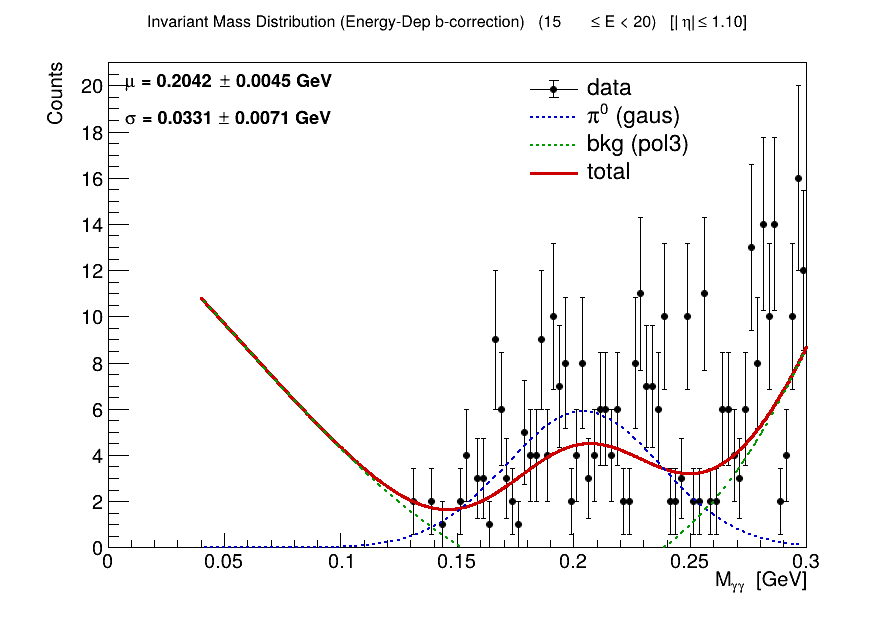 Invariant Mass Distribution (Energy-Dep b-correction) (15 ≤ E < 20) [| η|≤ 1.10]
Counts
μ = 0.2042 ± 0.0045 GeV
σ = 0.0331 ± 0.0071 GeV
data
π⁰ (gaus)
bkg (pol3)
total
20
18
16
14
12
10
8
6
4
2
0
0 0.05 0.1 0.15 0.2 0.25 0.3
Mγγ [GeV]